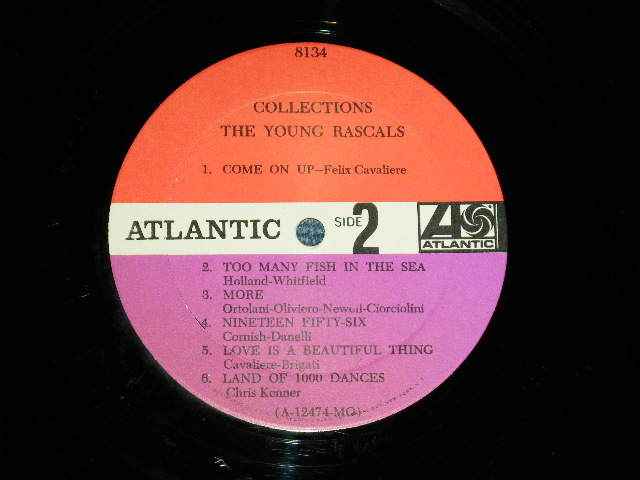 8134
COLLECTIONS
THE YOUNG RASCALS
1. COME ON UP—Felix Cavaliere
ATLANTIC SIDE 2 ATLANTIC
2. TOO MANY FISH IN THE SEA
Holland-Whitfield
3. MORE
Ortolani-Oliviero-Newell-Ciorciolini
4. NINETEEN FIFTY-SIX
Cornish-Danelli
5. LOVE IS A BEAUTIFUL THING
Cavaliere-Brigati
6. LAND OF 1000 DANCES
Chris Kenner
(A-12474-MG)